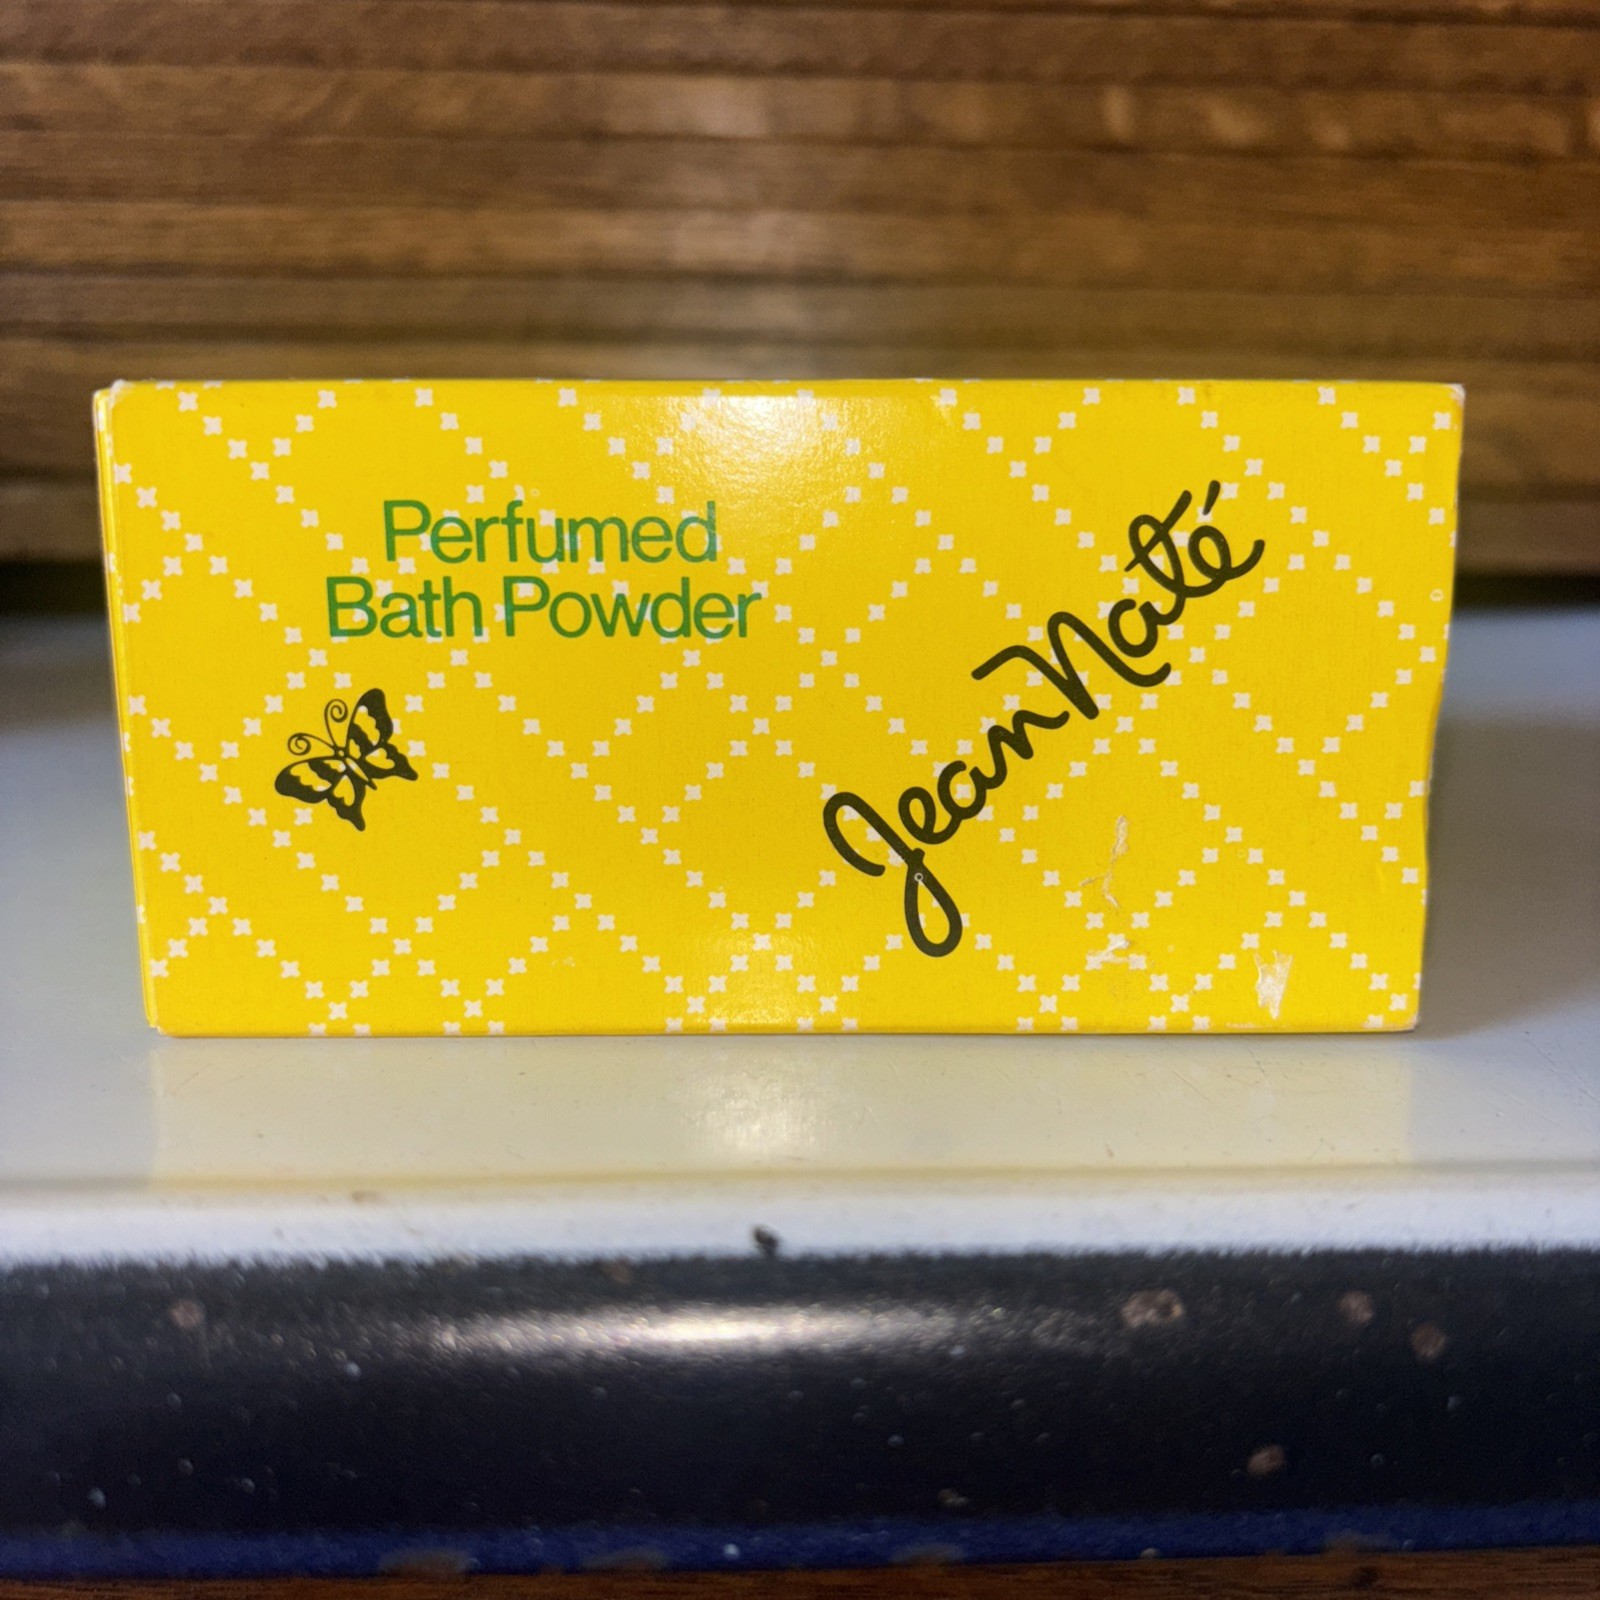 Perfumed
Bath Powder
Jean Naté